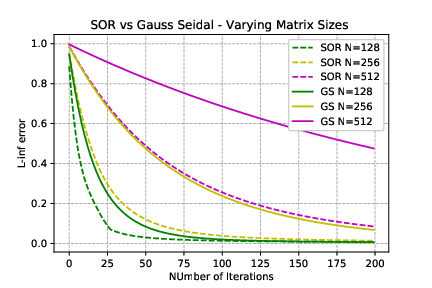 SOR vs Gauss Seidal - Varying Matrix Sizes
1.0
0.8
0.6
0.4
0.2
0.0
L-Inf error
SOR N=128
SOR N=256
SOR N=512
GS N=128
GS N=256
GS N=512
0 25 50 75 100 125 150 175 200
NUmber of Iterations